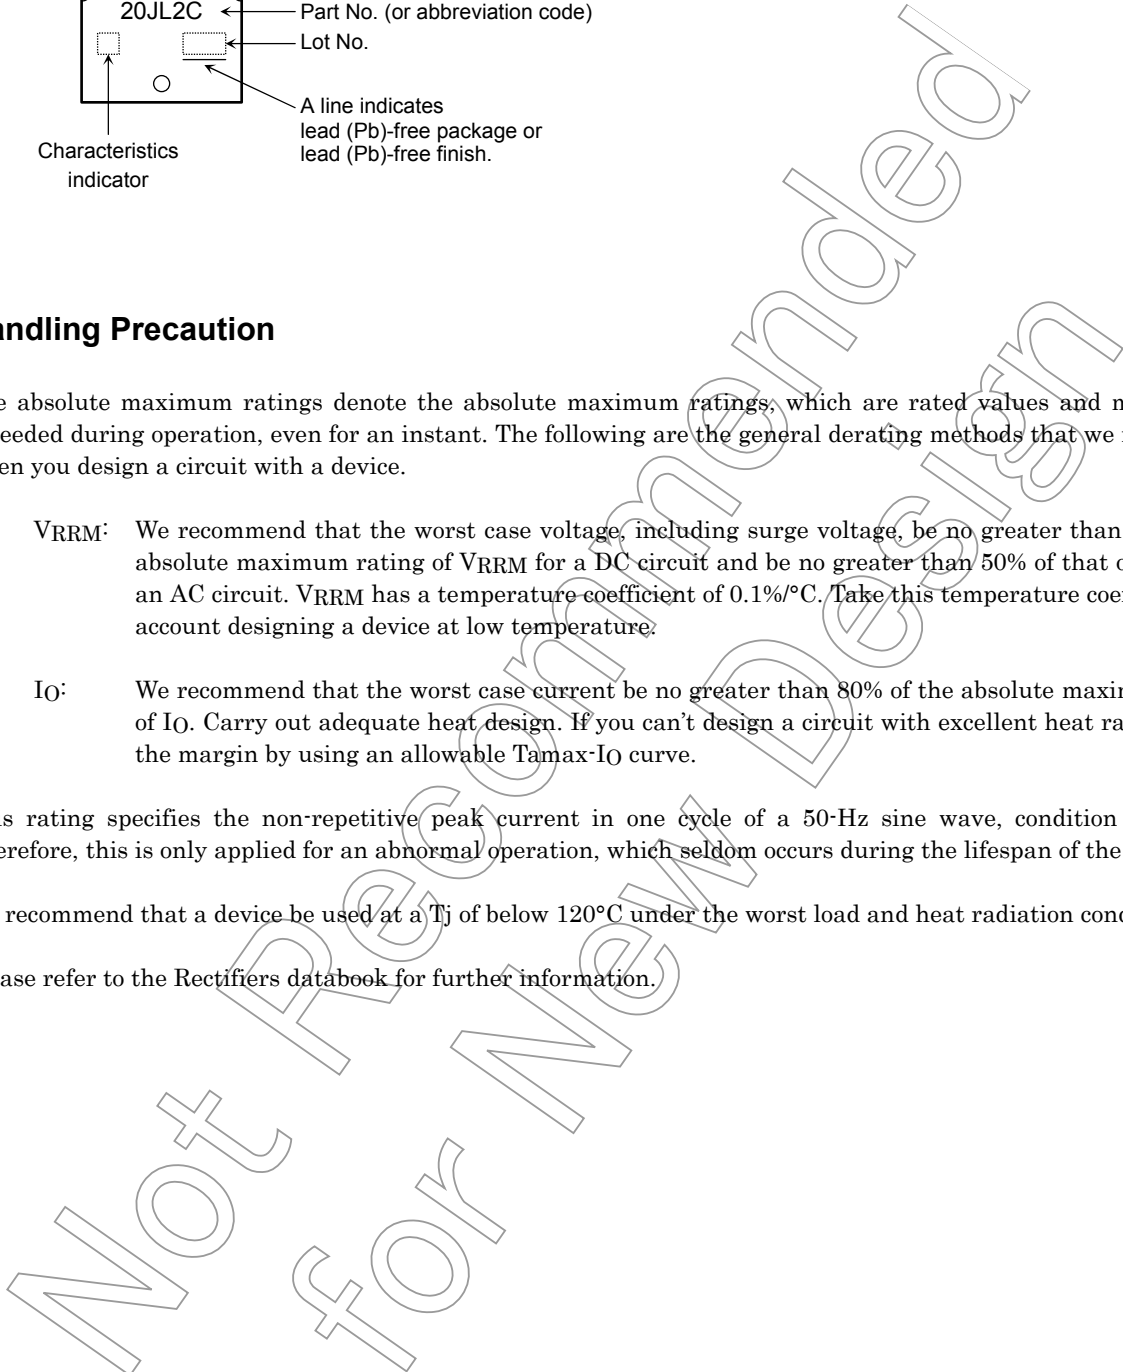 20JL2C
Part No. (or abbreviation code)
Lot No.
A line indicates
lead (Pb)-free package or
lead (Pb)-free finish.
Characteristics
indicator
ndling Precaution
absolute maximum ratings denote the absolute maximum ratings, which are rated values and
eeded during operation, even for an instant. The following are the general derating methods that we
en you design a circuit with a device.
VRRM: We recommend that the worst case voltage, including surge voltage, be no greater than
absolute maximum rating of VRRM for a DC circuit and be no greater than 50% of that
an AC circuit. VRRM has a temperature coefficient of 0.1%/°C. Take this temperature coe
account designing a device at low temperature.
IO: We recommend that the worst case current be no greater than 80% of the absolute maxi
of IO. Carry out adequate heat design. If you can't design a circuit with excellent heat ra
the margin by using an allowable Tamax-IO curve.
is rating specifies the non-repetitive peak current in one cycle of a 50-Hz sine wave, condition
erefore, this is only applied for an abnormal operation, which seldom occurs during the lifespan of the
recommend that a device be used at a Tj of below 120°C under the worst load and heat radiation con
ase refer to the Rectifiers databook for further information.
Not Recommended
for New Design